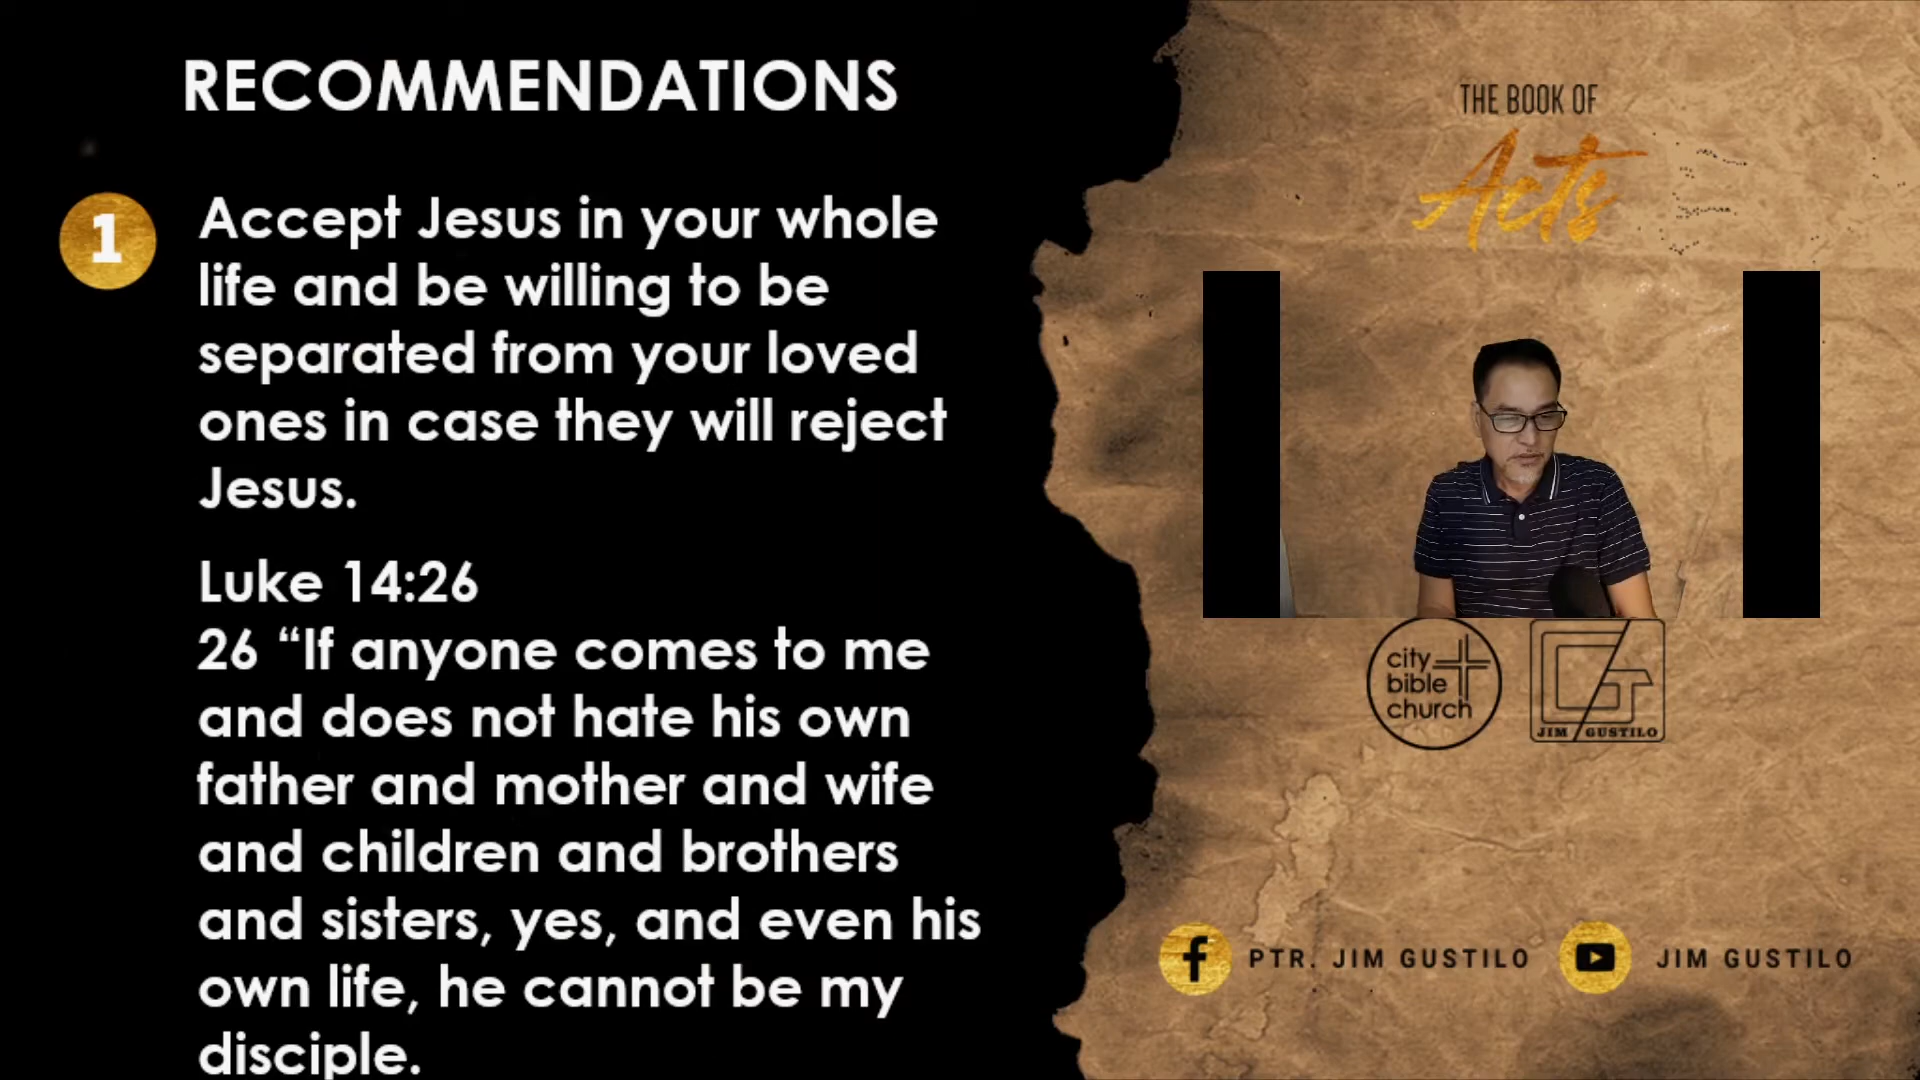 RECOMMENDATIONS
1
Accept Jesus in your whole
life and be willing to be
separated from your loved
ones in case they will reject
Jesus.
Luke 14:26
26 “If anyone comes to me
and does not hate his own
father and mother and wife
and children and brothers
and sisters, yes, and even his
own life, he cannot be my
disciple.
THE BOOK OF
Acts
city
bible
church
JIM GUSTILO
PTR. JIM GUSTILO
JIM GUSTILO